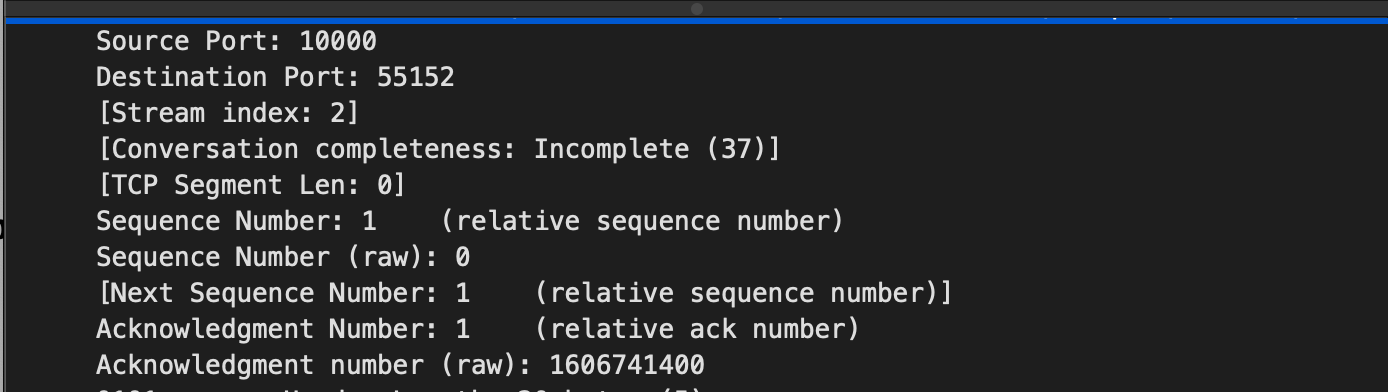 Source Port: 10000
Destination Port: 55152
[Stream index: 2]
[Conversation completeness: Incomplete (37)]
[TCP Segment Len: 0]
Sequence Number: 1    (relative sequence number)
Sequence Number (raw): 0
[Next Sequence Number: 1    (relative sequence number)]
Acknowledgment Number: 1    (relative ack number)
Acknowledgment number (raw): 1606741400